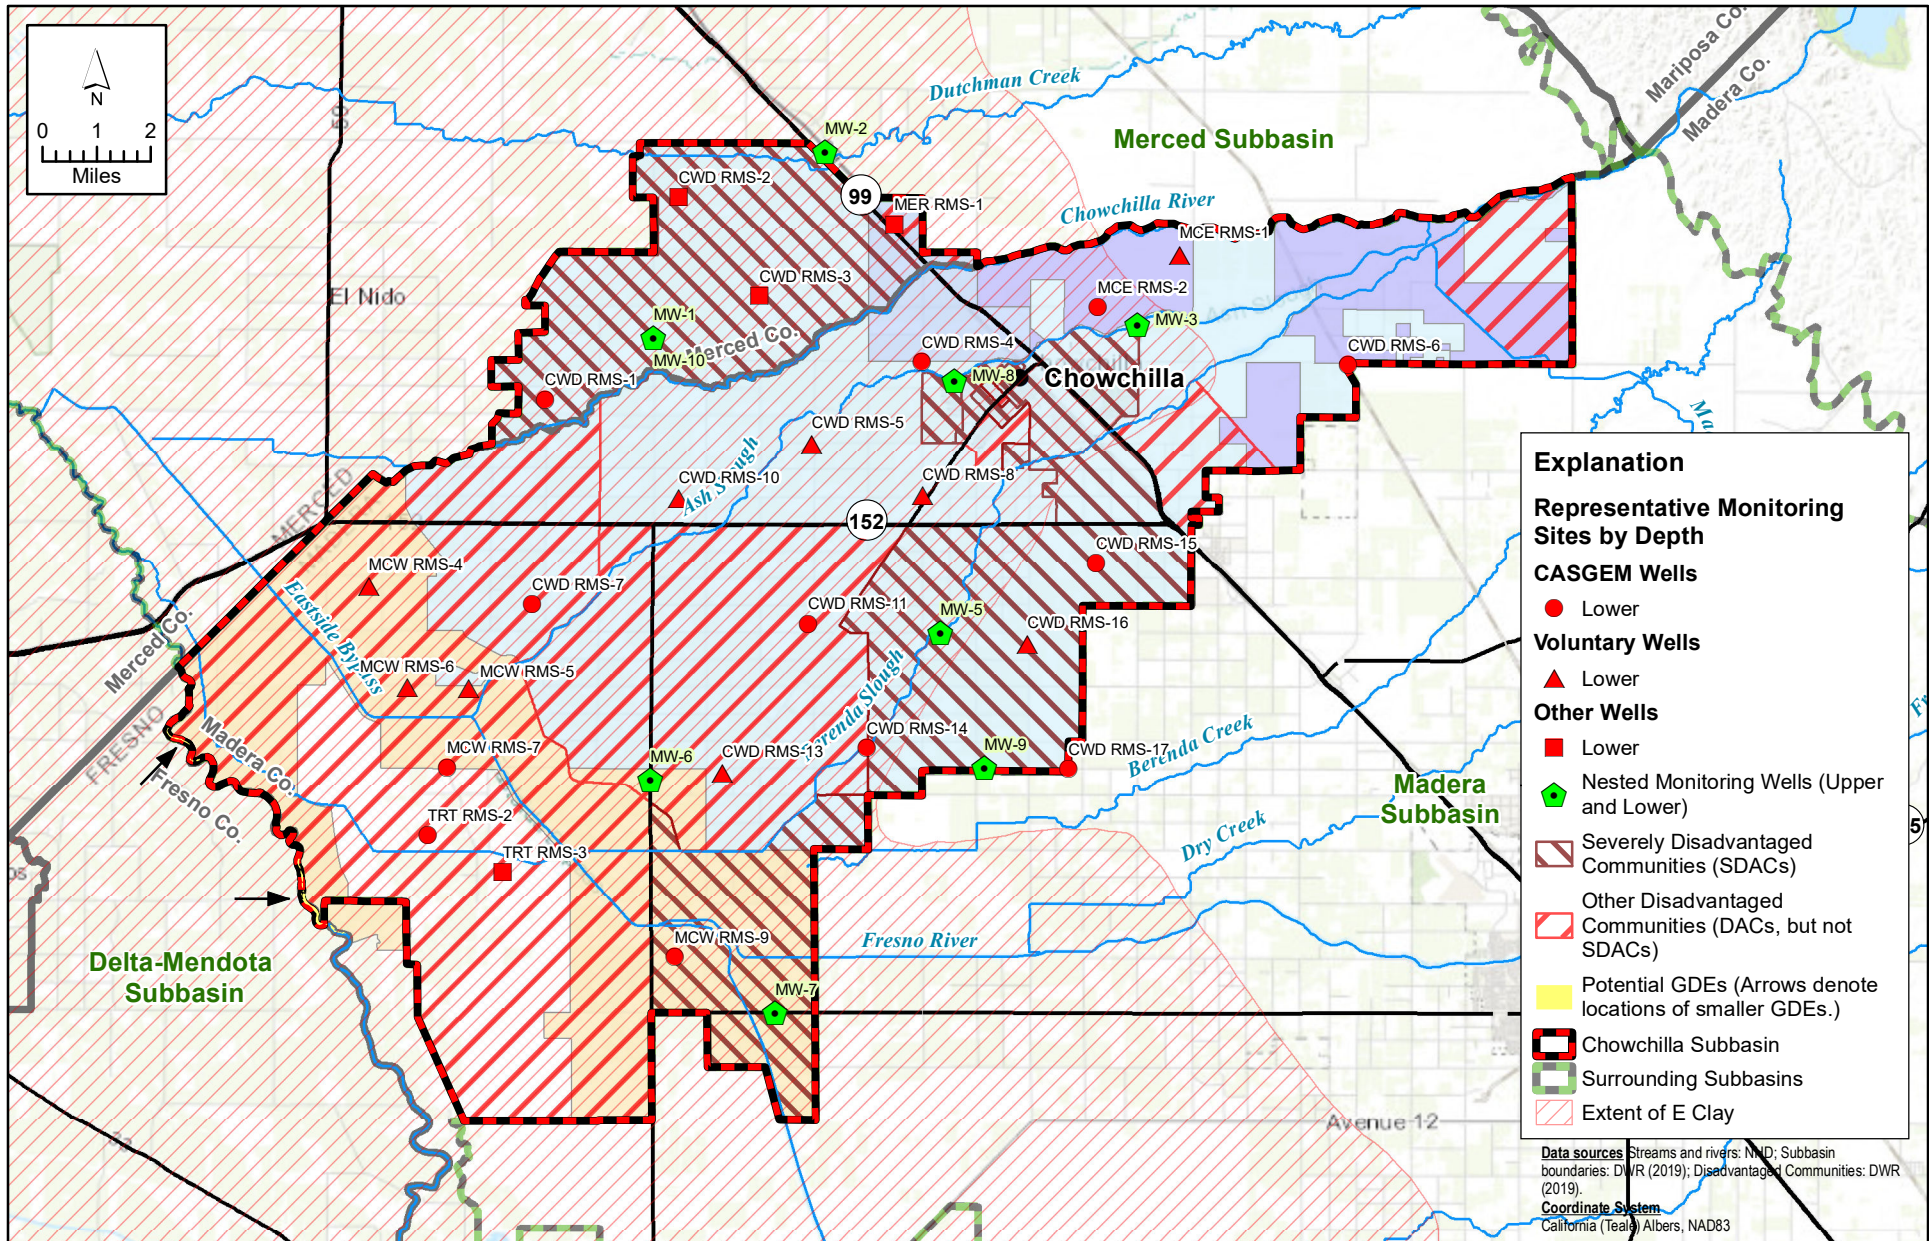 N
0 1 2
Miles
59
Dutchman Creek
Merced Subbasin
Mariposa Co.
Madera Co.
MW-2
CWD RMS-2
99
MER RMS-1
Chowchilla River
MCE RMS-1
El Nido
CWD RMS-3
MCE RMS-2
MW-1
MW-3
Merced Co.
MW-10
CWD RMS-4
CWD RMS-6
CWD RMS-1
MW-8
Chowchilla
CWD RMS-5
CWD RMS-10
Ash Slough
CWD RMS-8
MERCED
152
MCW RMS-4
CWD RMS-7
CWD RMS-15
Eastside Bypass
CWD RMS-11
MW-5
CWD RMS-16
Merced Co.
MCW RMS-6
MCW RMS-5
Berenda Slough
FRESNO
Madera Co.
Fresno Co.
MCW RMS-7
MW-6
CWD RMS-13
CWD RMS-14
MW-9
CWD RMS-17
Berenda Creek
Madera
Subbasin
TRT RMS-2
TRT RMS-3
Dry Creek
MCW RMS-9
Fresno River
Delta-Mendota
Subbasin
MW-7
Avenue 12
Explanation
Representative Monitoring
Sites by Depth
CASGEM Wells
Lower
Voluntary Wells
Lower
Other Wells
Lower
Nested Monitoring Wells (Upper
and Lower)
Severely Disadvantaged
Communities (SDACs)
Other Disadvantaged
Communities (DACs, but not
SDACs)
Potential GDEs (Arrows denote
locations of smaller GDEs.)
Chowchilla Subbasin
Surrounding Subbasins
Extent of E Clay
Data sources Streams and rivers: NHD; Subbasin
boundaries: DWR (2019); Disadvantaged Communities: DWR
(2019).
Coordinate System
California (Teale) Albers, NAD83